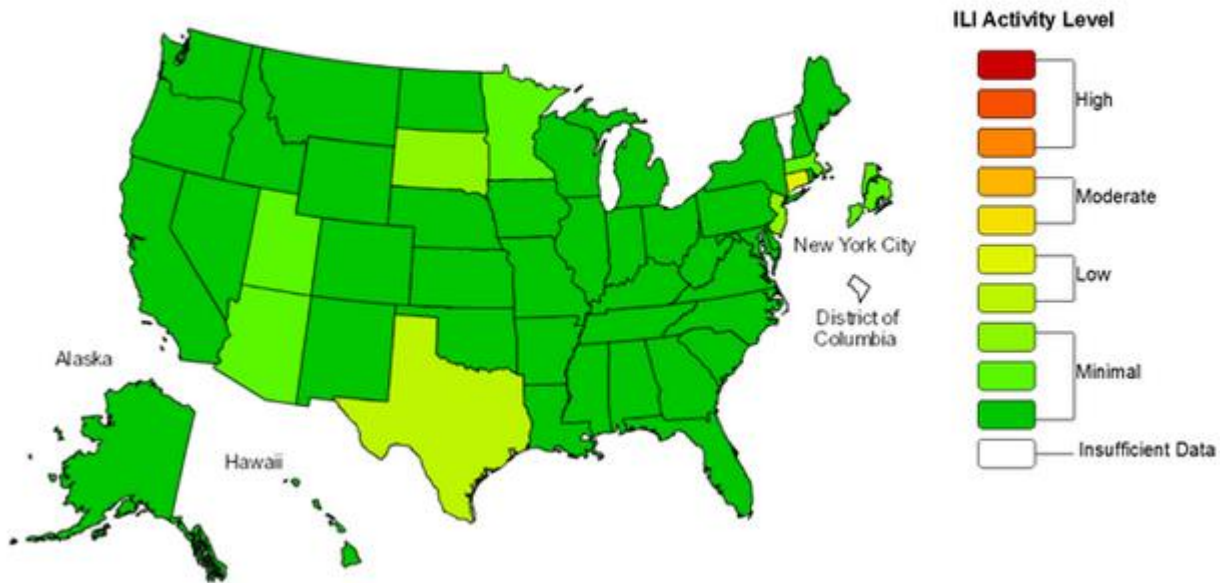 ILI Activity Level
High
Moderate
Low
Minimal
Insufficient Data
New York City
District of
Columbia
Alaska
Hawaii